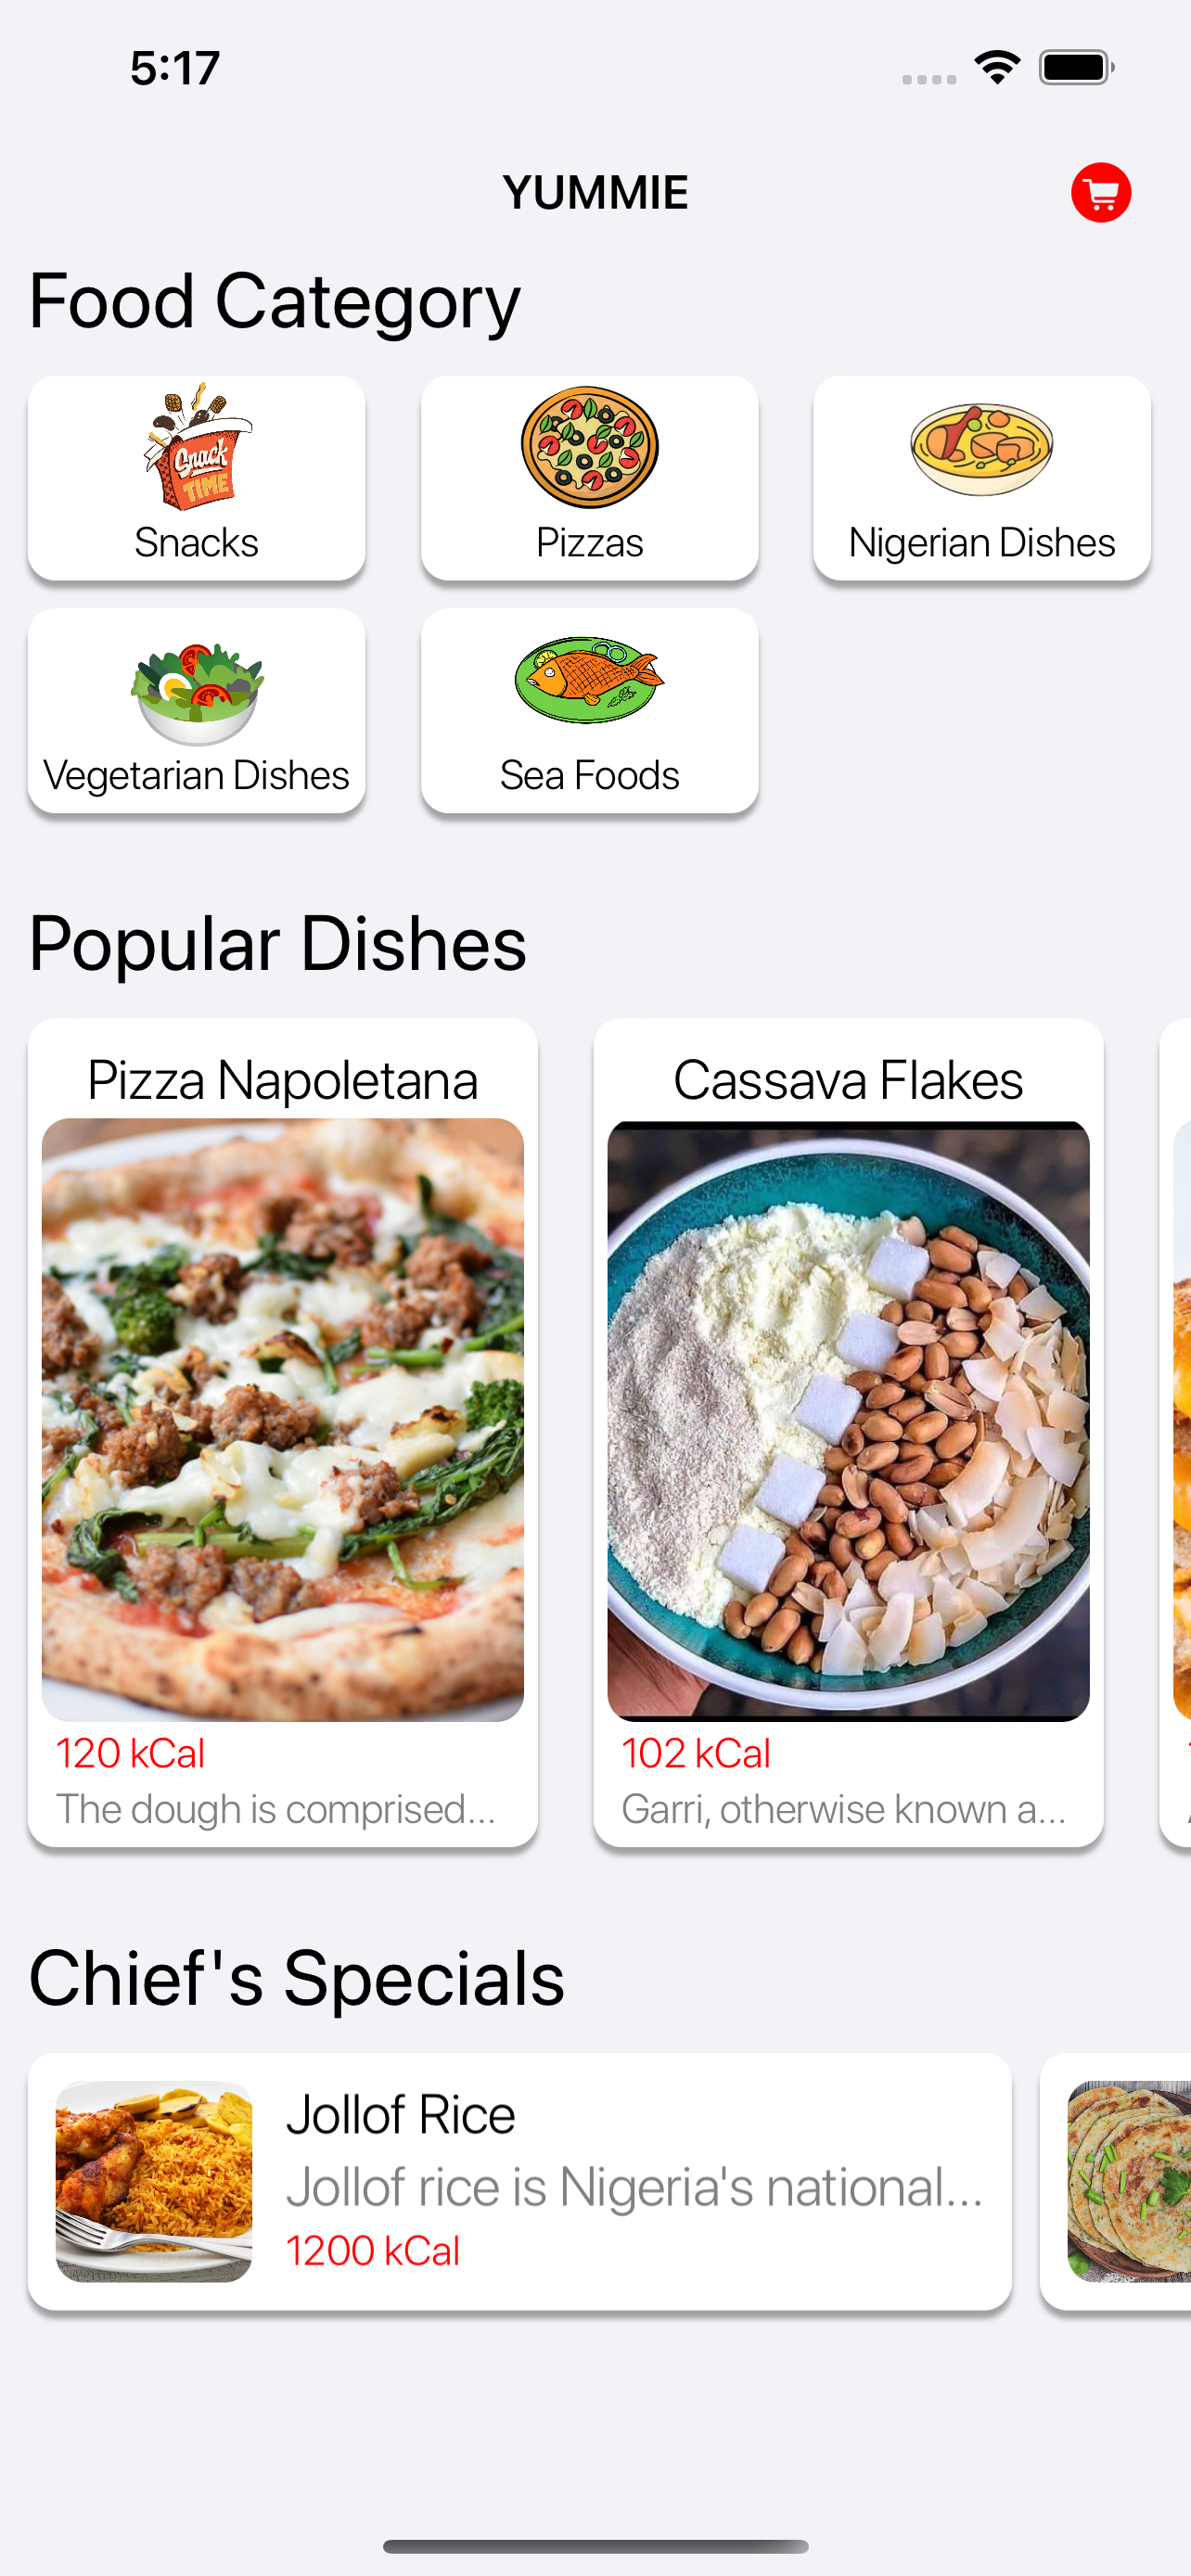 5:17
YUMMIE
Food Category
Snack
TIME
Snacks
Pizzas
Nigerian Dishes
Vegetarian Dishes
Sea Foods
Popular Dishes
Pizza Napoletana
Cassava Flakes
120 kCal
102 kCal
The dough is comprised...
Garri, otherwise known a...
Chief's Specials
Jollof Rice
Jollof rice is Nigeria's national...
1200 kCal